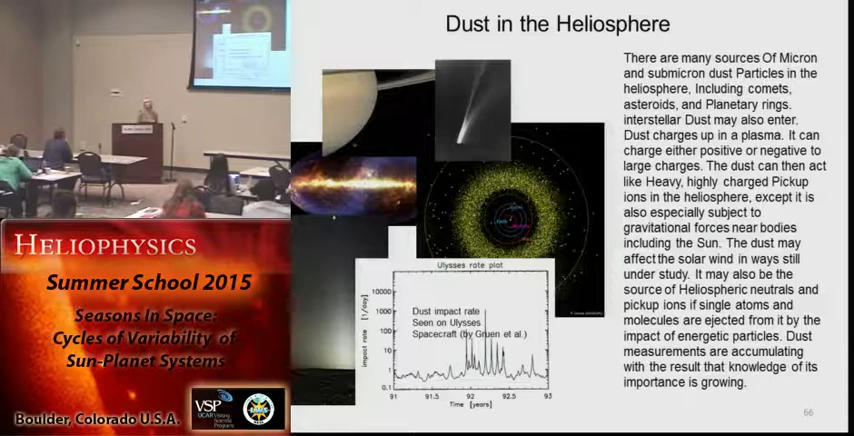 Dust in the Heliosphere
There are many sources Of Micron
and submicron dust Particles in the
heliosphere, Including comets,
asteroids, and Planetary rings.
interstellar Dust may also enter.
Dust charges up in a plasma. It can
charge either positive or negative to
large charges. The dust can then act
like Heavy, highly charged Pickup
ions in the heliosphere, except it is
also especially subject to
gravitational forces near bodies
including the Sun. The dust may
affect the solar wind in ways still
under study. It may also be the
source of Heliospheric neutrals and
pickup ions if single atoms and
molecules are ejected from it by the
impact of energetic particles. Dust
measurements are accumulating
with the result that knowledge of its
importance is growing.
Ulysses rate plot
impact rate [1/day]
10000
1000
100
10
1
0.1
Dust impact rate
Seen on Ulysses
Spacecraft (by Gruen et al.)
91 91.5 92 92.5 93
Time [years]
66
HELIOPHYSICS
Summer School 2015
Seasons In Space:
Cycles of Variability of
Sun-Planet Systems
VSP
UCAR Visiting
Scientist
Programs
Boulder, Colorado U.S.A.